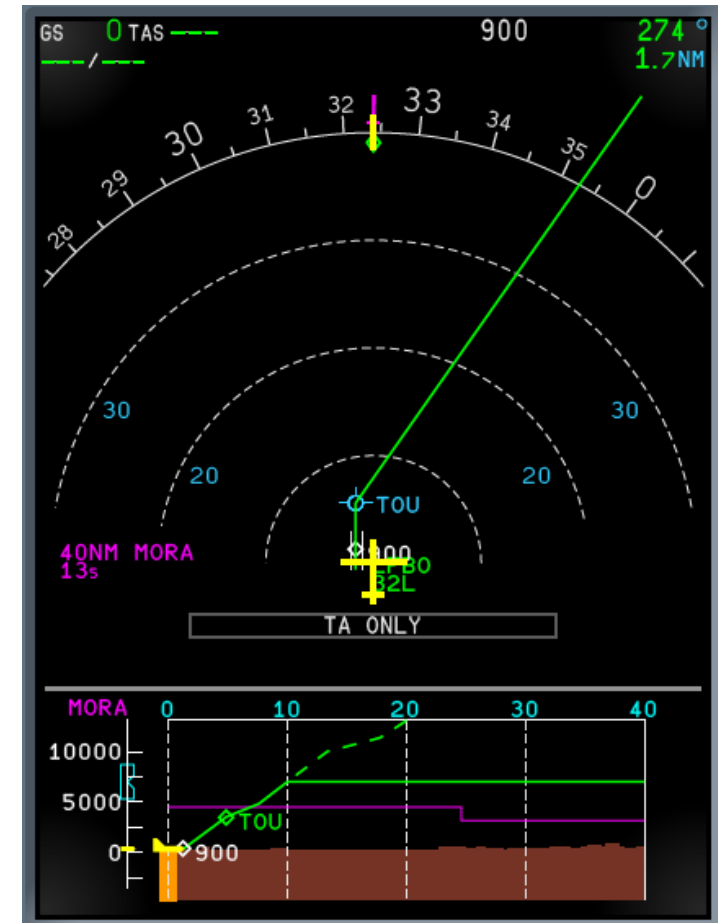 GS 0 TAS --- 900 274°
---/--- 1.7NM
28 29 30 31 32 33 34 35 0
30 30
20 20
TOU
40NM MORA
13s
900
LFBO
32L
TA ONLY
MORA 0 10 20 30 40
10000
5000
TOU
0 900